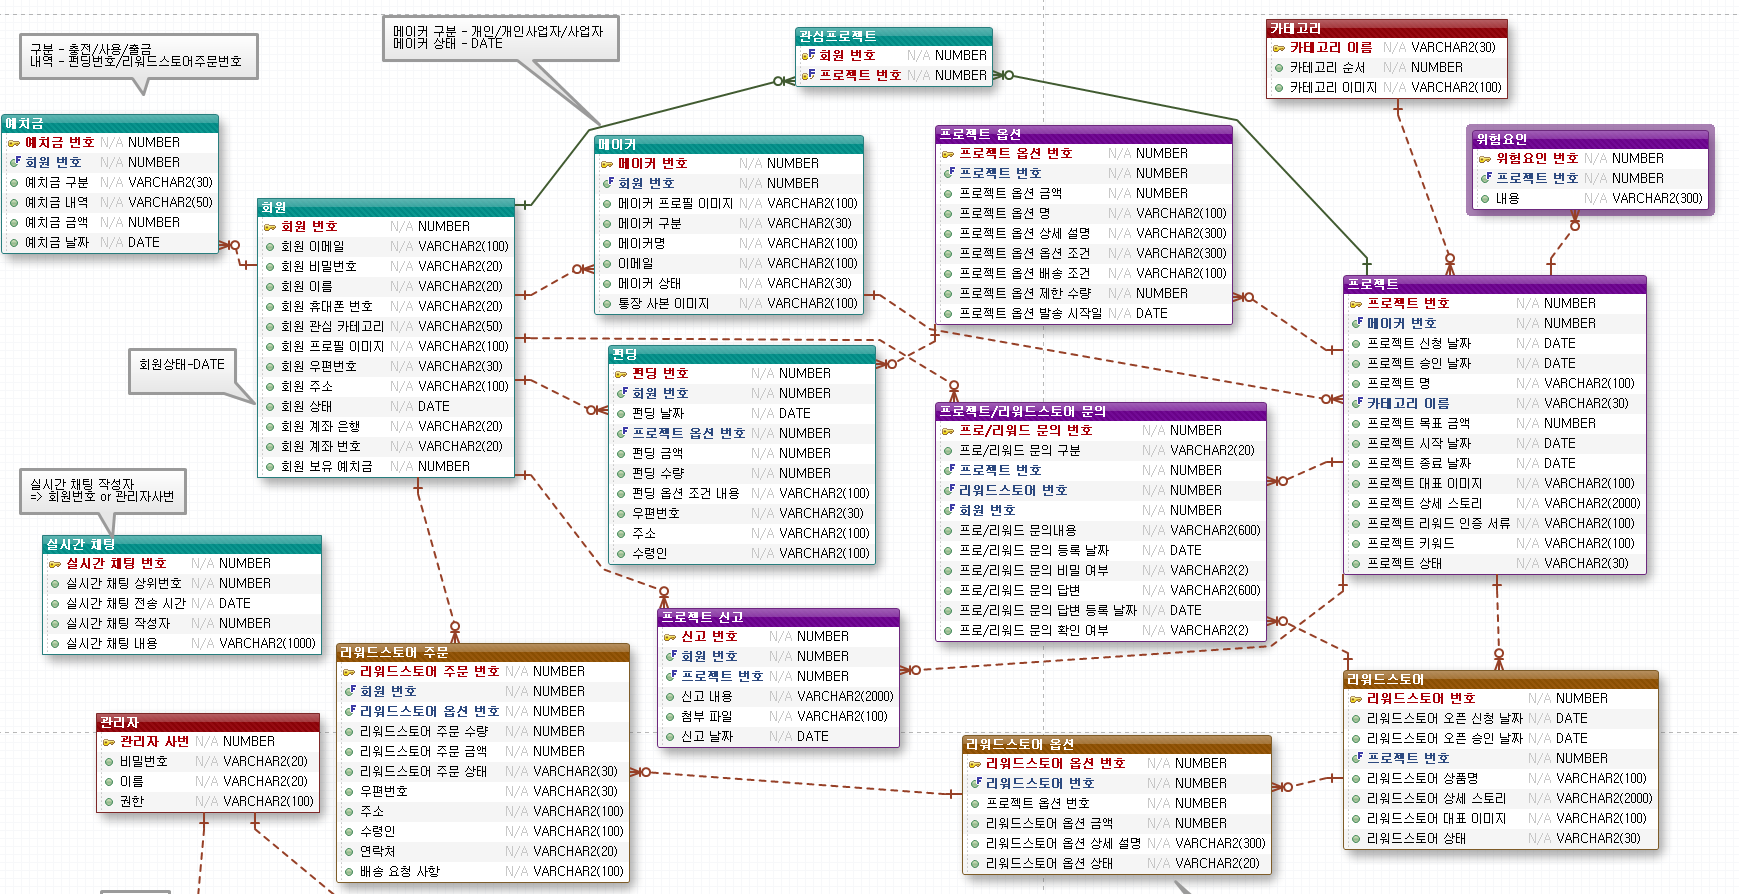 구분 - 충전/사용/출금
내역 - 펀딩번호/리워드스토어주문번호
메이커 구분 - 개인/개인사업자/사업자
메이커 상태 - DATE
관심프로젝트
회원 번호 N/A NUMBER
프로젝트 번호 N/A NUMBER
카테고리
카테고리 이름 N/A VARCHAR2(30)
카테고리 순서 N/A NUMBER
카테고리 이미지 N/A VARCHAR2(100)
예치금
예치금 번호 N/A NUMBER
회원 번호 N/A NUMBER
예치금 구분 N/A VARCHAR2(30)
예치금 내역 N/A VARCHAR2(50)
예치금 금액 N/A NUMBER
예치금 날짜 N/A DATE
메이커
메이커 번호 N/A NUMBER
회원 번호 N/A NUMBER
메이커 프로필 이미지 N/A VARCHAR2(100)
메이커 구분 N/A VARCHAR2(30)
메이커명 N/A VARCHAR2(100)
이메일 N/A VARCHAR2(100)
메이커 상태 N/A VARCHAR2(30)
통장 사본 이미지 N/A VARCHAR2(100)
프로젝트 옵션
프로젝트 옵션 번호 N/A NUMBER
프로젝트 번호 N/A NUMBER
프로젝트 옵션 금액 N/A NUMBER
프로젝트 옵션 명 N/A VARCHAR2(100)
프로젝트 옵션 상세 설명 N/A VARCHAR2(300)
프로젝트 옵션 옵션 조건 N/A VARCHAR2(300)
프로젝트 옵션 배송 조건 N/A VARCHAR2(100)
프로젝트 옵션 제한 수량 N/A NUMBER
프로젝트 옵션 발송 시작일 N/A DATE
위험요인
위험요인 번호 N/A NUMBER
프로젝트 번호 N/A NUMBER
내용 N/A VARCHAR2(300)
회원
회원 번호 N/A NUMBER
회원 이메일 N/A VARCHAR2(100)
회원 비밀번호 N/A VARCHAR2(20)
회원 이름 N/A VARCHAR2(20)
회원 휴대폰 번호 N/A VARCHAR2(20)
회원 관심 카테고리 N/A VARCHAR2(50)
회원 프로필 이미지 N/A VARCHAR2(100)
회원 우편번호 N/A VARCHAR2(30)
회원 주소 N/A VARCHAR2(100)
회원 상태 N/A DATE
회원 계좌 은행 N/A VARCHAR2(20)
회원 계좌 번호 N/A VARCHAR2(20)
회원 보유 예치금 N/A NUMBER
회원상태-DATE
프로젝트
프로젝트 번호 N/A NUMBER
메이커 번호 N/A NUMBER
프로젝트 신청 날짜 N/A DATE
프로젝트 승인 날짜 N/A DATE
프로젝트 명 N/A VARCHAR2(100)
카테고리 이름 N/A VARCHAR2(30)
프로젝트 목표 금액 N/A NUMBER
프로젝트 시작 날짜 N/A DATE
프로젝트 종료 날짜 N/A DATE
프로젝트 대표 이미지 N/A VARCHAR2(100)
프로젝트 상세 스토리 N/A VARCHAR2(2000)
프로젝트 리워드 인증 서류 N/A VARCHAR2(100)
프로젝트 키워드 N/A VARCHAR2(100)
프로젝트 상태 N/A VARCHAR2(30)
펀딩
펀딩 번호 N/A NUMBER
회원 번호 N/A NUMBER
펀딩 날짜 N/A DATE
프로젝트 옵션 번호 N/A NUMBER
펀딩 금액 N/A NUMBER
펀딩 수량 N/A NUMBER
펀딩 옵션 조건 내용 N/A VARCHAR2(100)
우편번호 N/A VARCHAR2(30)
주소 N/A VARCHAR2(100)
수령인 N/A VARCHAR2(100)
프로젝트/리워드스토어 문의
프로/리워드 문의 번호 N/A NUMBER
프로/리워드 문의 구분 N/A VARCHAR2(20)
프로젝트 번호 N/A NUMBER
리워드스토어 번호 N/A NUMBER
회원 번호 N/A NUMBER
프로/리워드 문의내용 N/A VARCHAR2(600)
프로/리워드 문의 등록 날짜 N/A DATE
프로/리워드 문의 비밀 여부 N/A VARCHAR2(2)
프로/리워드 문의 답변 N/A VARCHAR2(600)
프로/리워드 문의 답변 등록 날짜 N/A DATE
프로/리워드 문의 확인 여부 N/A VARCHAR2(2)
실시간 채팅 작성자
=> 회원번호 or 관리자사번
실시간 채팅
실시간 채팅 번호 N/A NUMBER
실시간 채팅 상위번호 N/A NUMBER
실시간 채팅 전송 시간 N/A DATE
실시간 채팅 작성자 N/A NUMBER
실시간 채팅 내용 N/A VARCHAR2(1000)
프로젝트 신고
신고 번호 N/A NUMBER
회원 번호 N/A NUMBER
프로젝트 번호 N/A NUMBER
신고 내용 N/A VARCHAR2(2000)
첨부 파일 N/A VARCHAR2(100)
신고 날짜 N/A DATE
리워드스토어 주문
리워드스토어 주문 번호 N/A NUMBER
회원 번호 N/A NUMBER
리워드스토어 옵션 번호 N/A NUMBER
리워드스토어 주문 수량 N/A NUMBER
리워드스토어 주문 금액 N/A NUMBER
리워드스토어 주문 상태 N/A VARCHAR2(30)
우편번호 N/A VARCHAR2(30)
주소 N/A VARCHAR2(100)
수령인 N/A VARCHAR2(100)
연락처 N/A VARCHAR2(20)
배송 요청 사항 N/A VARCHAR2(100)
리워드스토어
리워드스토어 번호 N/A NUMBER
리워드스토어 오픈 신청 날짜 N/A DATE
리워드스토어 오픈 승인 날짜 N/A DATE
프로젝트 번호 N/A NUMBER
리워드스토어 상품명 N/A VARCHAR2(100)
리워드스토어 상세 스토리 N/A VARCHAR2(2000)
리워드스토어 대표 이미지 N/A VARCHAR2(100)
리워드스토어 상태 N/A VARCHAR2(30)
관리자
관리자 사번 N/A NUMBER
비밀번호 N/A VARCHAR2(20)
이름 N/A VARCHAR2(20)
권한 N/A VARCHAR2(100)
리워드스토어 옵션
리워드스토어 옵션 번호 N/A NUMBER
리워드스토어 번호 N/A NUMBER
프로젝트 옵션 번호 N/A NUMBER
리워드스토어 옵션 금액 N/A NUMBER
리워드스토어 옵션 상세 설명 N/A VARCHAR2(300)
리워드스토어 옵션 상태 N/A VARCHAR2(20)